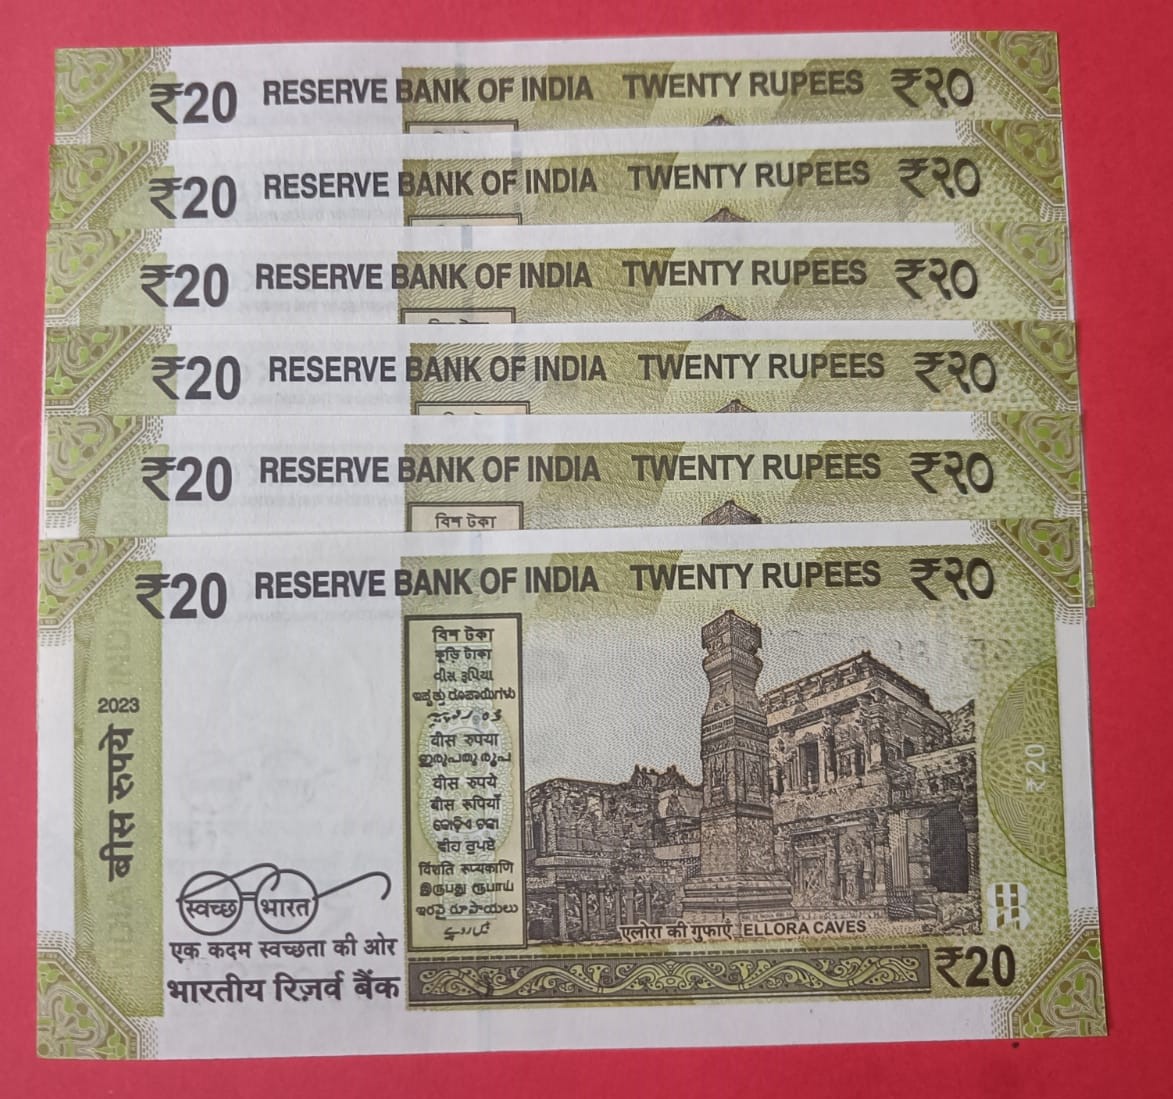 ₹20 RESERVE BANK OF INDIA TWENTY RUPEES ₹२०
₹20 RESERVE BANK OF INDIA TWENTY RUPEES ₹२०
₹20 RESERVE BANK OF INDIA TWENTY RUPEES ₹२०
₹20 RESERVE BANK OF INDIA TWENTY RUPEES ₹२०
₹20 RESERVE BANK OF INDIA TWENTY RUPEES ₹२०
বিশ টকা
₹20 RESERVE BANK OF INDIA TWENTY RUPEES ₹२०
বিশ টকা
কুড়ি টাকা
વીસ રૂપિયા
ಇಪ್ಪತ್ತು ರೂಪಾಯಿಗಳು
वीस रुपया
ഇരുപതു രൂപ
वीस रुपये
बीस रुपियाँ
କୋଡ଼ିଏ ଟଙ୍କା
ਵੀਹ ਰੁਪਏ
विंशति रूप्यकाणि
இருபது ரூபாய்
ఇరవై రూపాయలు
2023
बीस रुपये
₹20
स्वच्छ भारत
एक कदम स्वच्छता की ओर
भारतीय रिज़र्व बैंक
एलोरा की गुफाएं ELLORA CAVES
₹20